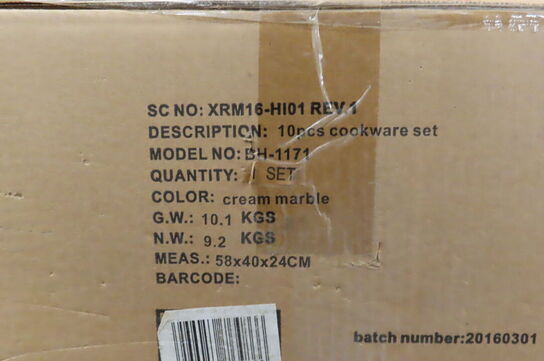 SC NO: XRM16-HI01 REV.1
DESCRIPTION: 10pcs cookware set
MODEL NO: BH-1171
QUANTITY: 1 SET
COLOR: cream marble
G.W.: 10.1 KGS
N.W.: 9.2 KGS
MEAS.: 58x40x24CM
BARCODE:
batch number:20160301